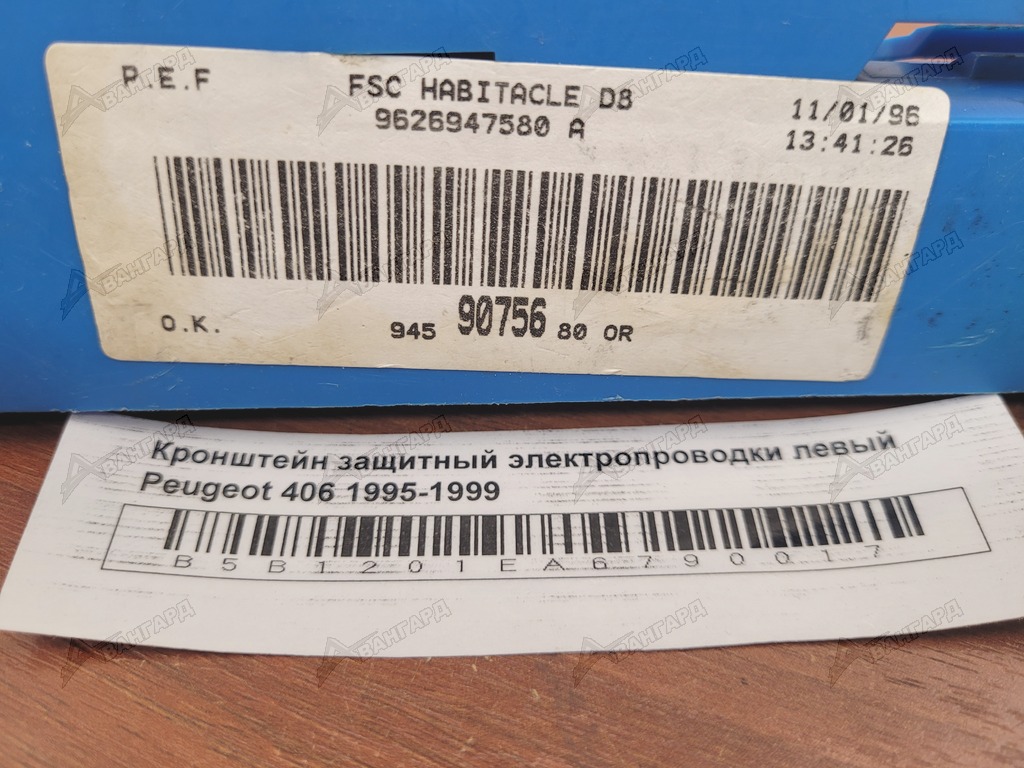 P.E.F FSC HABITACLE D8 11/01/96
9626947580 A 13:41:26
O.K. 945 90756 80 OR
Кронштейн защитный электропроводки левый
Peugeot 406 1995-1999
B5B1201EA6790017
АВАНГАРД